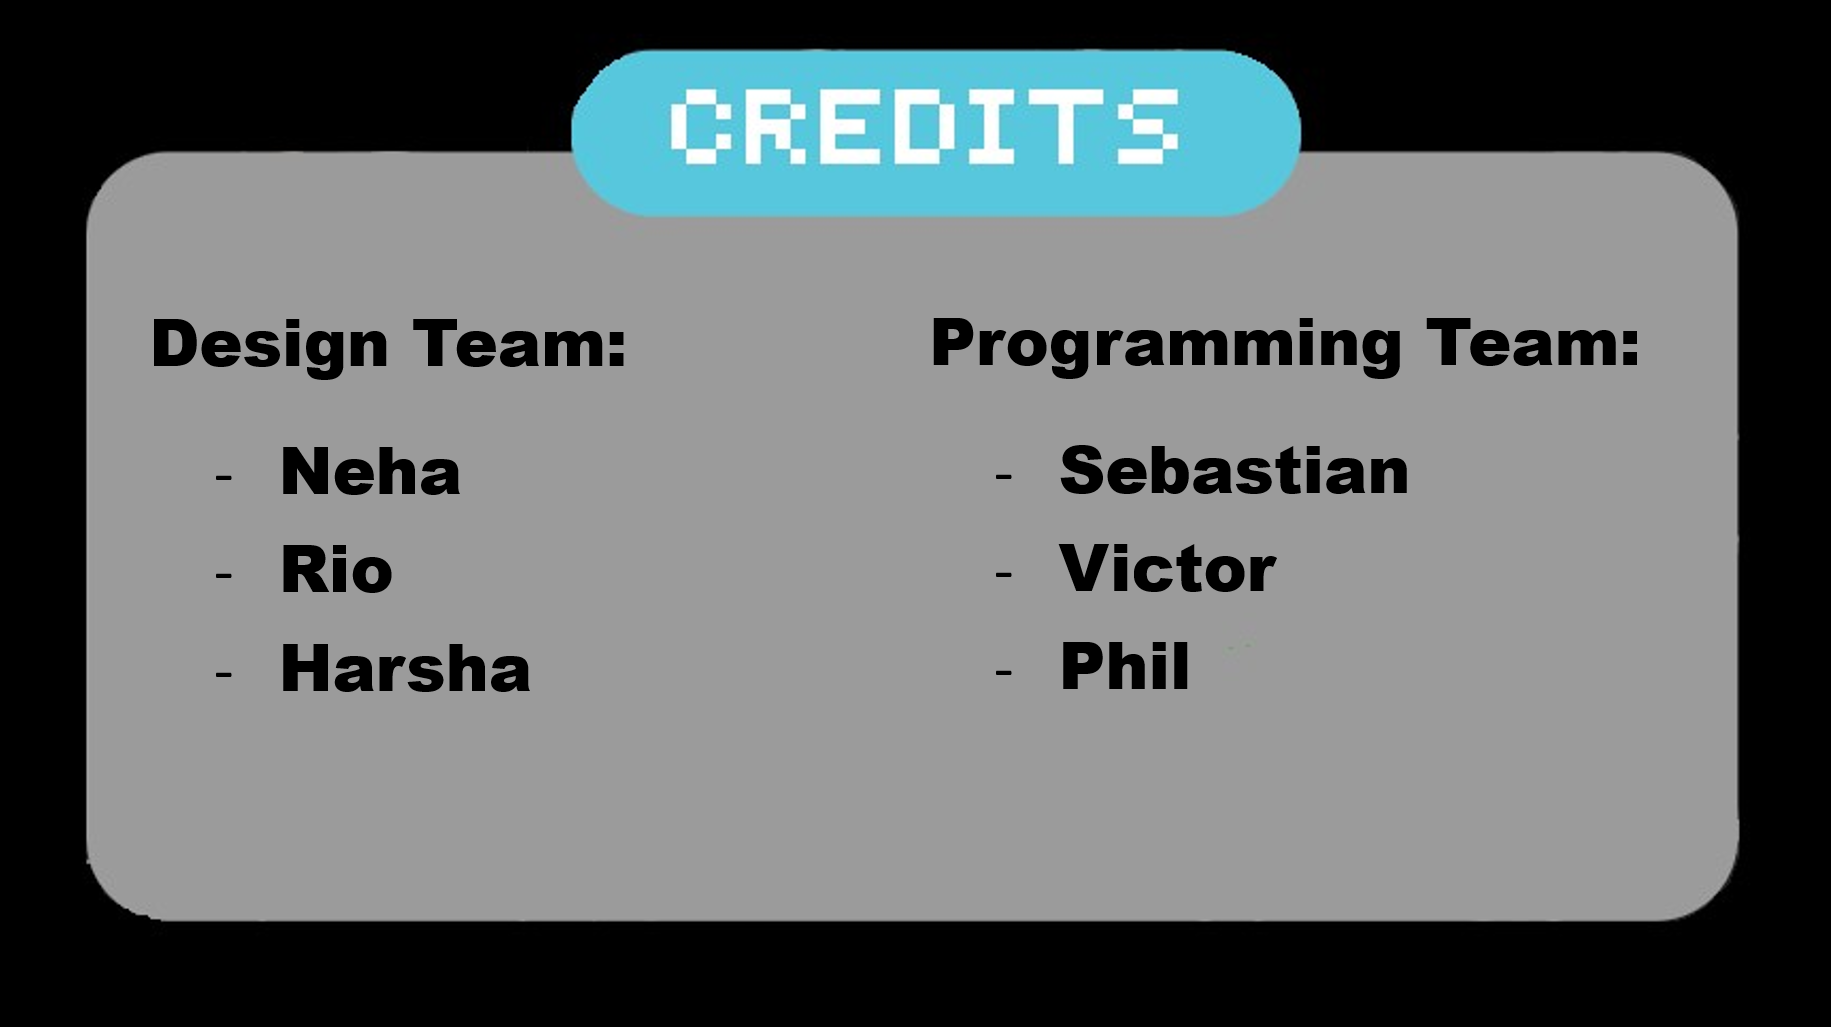 CREDITS
Design Team:
- Neha
- Rio
- Harsha
Programming Team:
- Sebastian
- Victor
- Phil